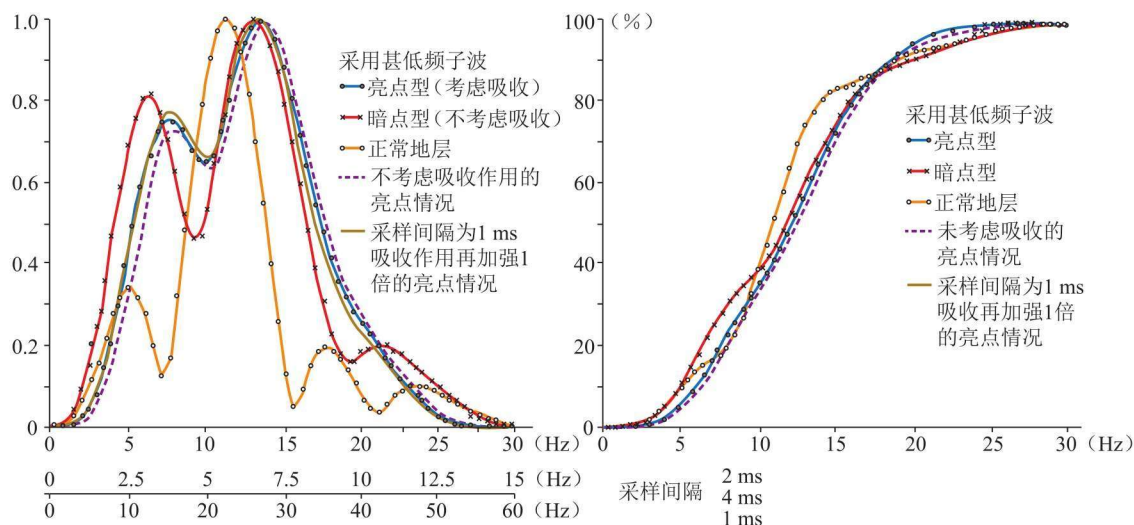 1.0
0.8
0.6
0.4
0.2
0
采用甚低频子波
亮点型(考虑吸收)
暗点型(不考虑吸收)
正常地层
不考虑吸收作用的
亮点情况
采样间隔为1 ms
吸收作用再加强1
倍的亮点情况
5 10 15 20 25 30 (Hz)
0 2.5 5 7.5 10 12.5 15 (Hz)
0 10 20 30 40 50 60 (Hz)
100 (%)
80
60
40
20
0
采用甚低频子波
亮点型
暗点型
正常地层
未考虑吸收的
亮点情况
采样间隔为1 ms
吸收再加强1倍
的亮点情况
5 10 15 20 25 30 (Hz)
采样间隔
2 ms
4 ms
1 ms